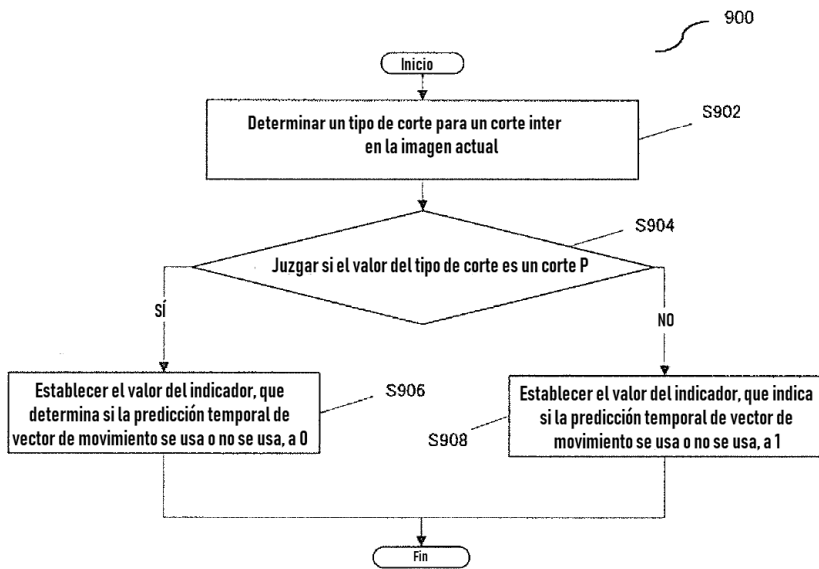 900
Inicio
Determinar un tipo de corte para un corte inter
en la imagen actual
S902
S904
Juzgar si el valor del tipo de corte es un corte P
SÍ
NO
Establecer el valor del indicador, que
determina si la predicción temporal de
vector de movimiento se usa o no se usa, a 0
S906
Establecer el valor del indicador, que indica
si la predicción temporal de vector de
movimiento se usa o no se usa, a 1
S908
Fin